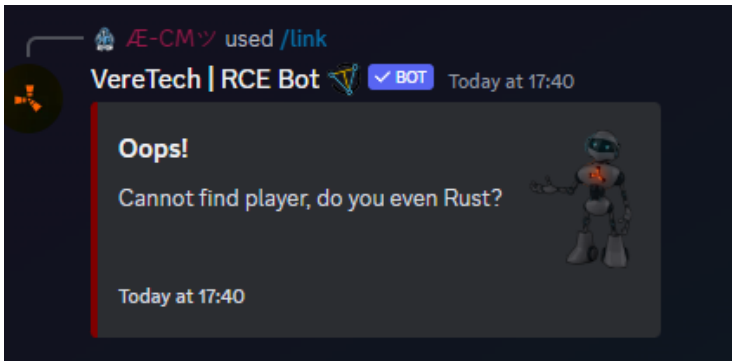 Æ-CMツ used /link
VereTech | RCE Bot ✓ BOT Today at 17:40
Oops!
Cannot find player, do you even Rust?
Today at 17:40